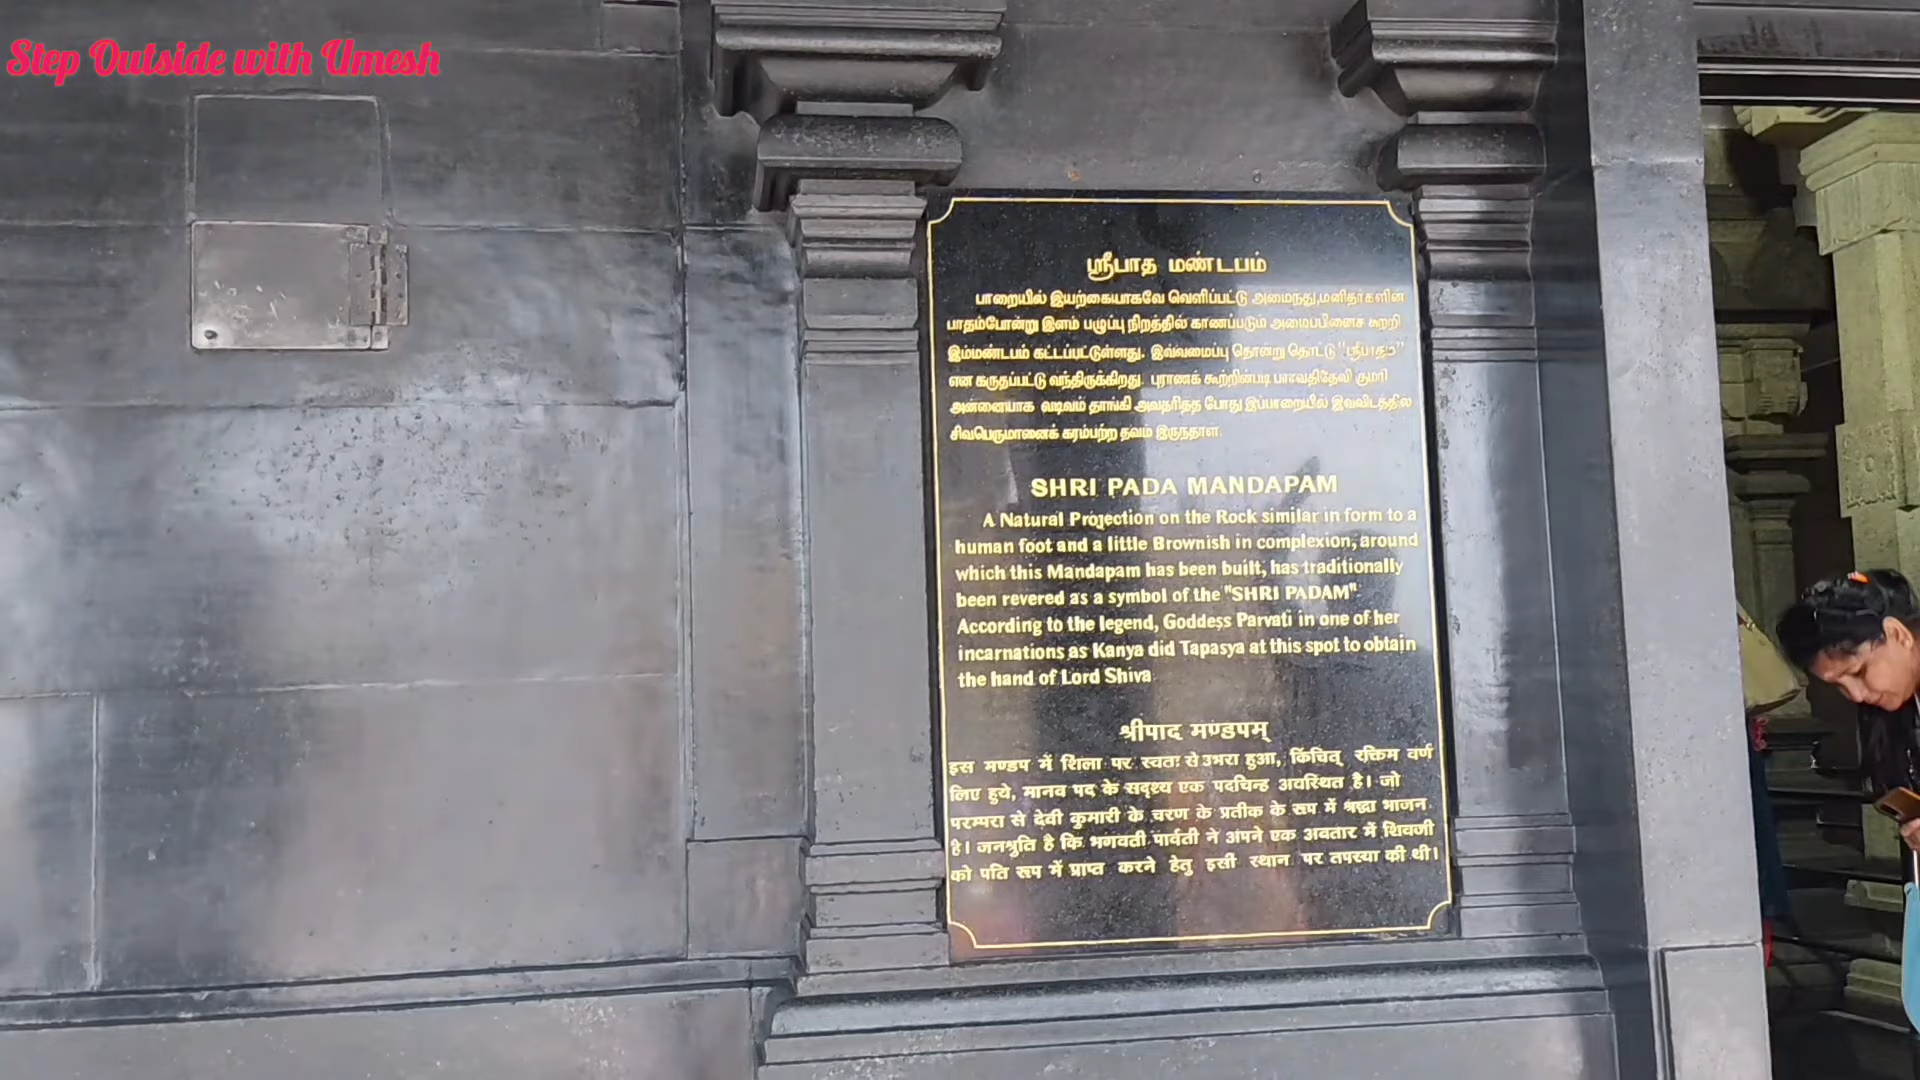 Step Outside with Umesh
ஸ்ரீபாத மண்டபம்
பாறையில் இயற்கையாகவே வெளிப்பட்டு அமைந்து,மனிதர்களின்
பாதம்போன்று இளம் பழுப்பு நிறத்தில் காணப்படும் அமைப்பினைச் சுற்றி
இம்மண்டபம் கட்டப்பட்டுள்ளது. இவ்வமைப்பு தொன்று தொட்டு "ஸ்ரீபாதம்"
என கருதப்பட்டு வந்திருக்கிறது. புராணக் கூற்றின்படி பார்வதிதேவி குமரி
அன்னையாக வடிவம் தாங்கி அவதரித்த போது இப்பாறையில் இவ்விடத்தில்
சிவபெருமானைக் கரம்பற்ற தவம் இருந்தாள்.
SHRI PADA MANDAPAM
A Natural Projection on the Rock similar in form to a
human foot and a little Brownish in complexion, around
which this Mandapam has been built, has traditionally
been revered as a symbol of the "SHRI PADAM".
According to the legend, Goddess Parvati in one of her
incarnations as Kanya did Tapasya at this spot to obtain
the hand of Lord Shiva
श्रीपाद मण्डपम्
इस मण्डप में शिला पर स्वतः से उभरा हुआ, किंचित् रक्तिम वर्ण
लिए हुये, मानव पद के सदृश्य एक पदचिन्ह अवस्थित है। जो
परम्परा से देवी कुमारी के चरण के प्रतीक के रूप में श्रद्धा भाजन
है। जनश्रुति है कि भगवती पार्वती ने अपने एक अवतार में शिवजी
को पति रूप में प्राप्त करने हेतु इसी स्थान पर तपस्या की थी।